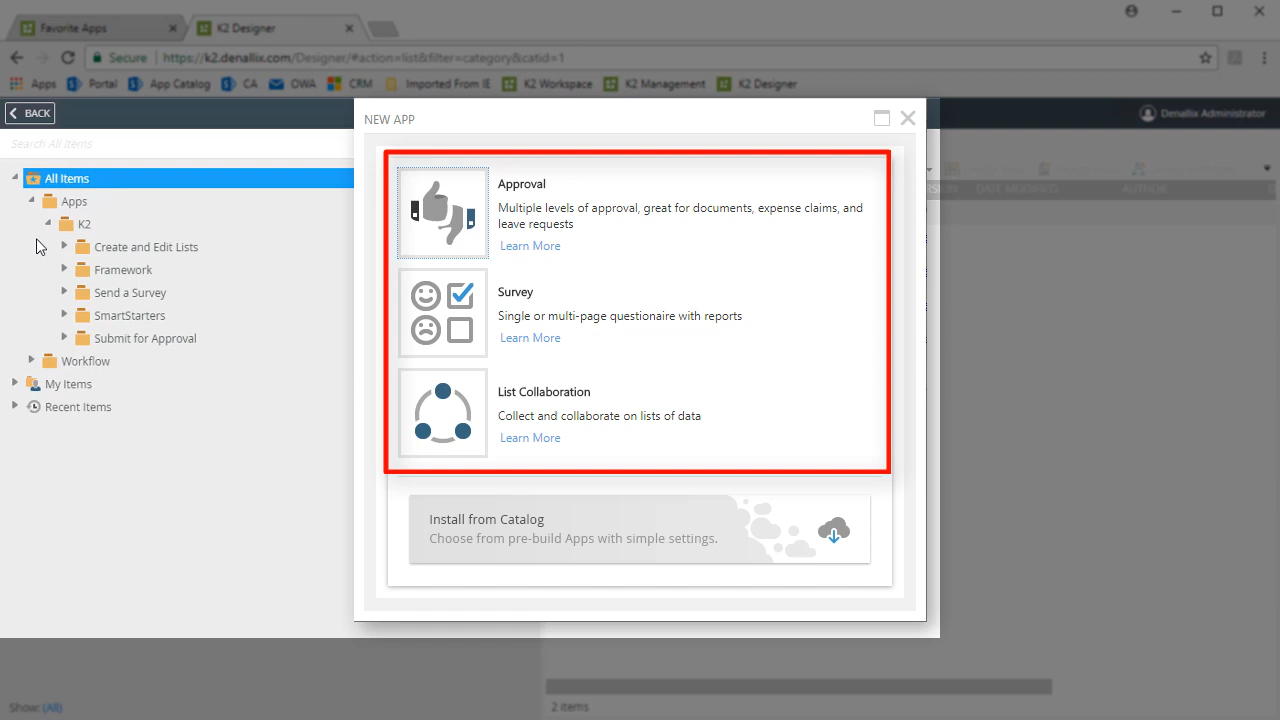 Favorite Apps
K2 Designer
Secure
https://k2.denallix.com/Designer/#action=list&filter=category&catid=1
Apps
Portal
App Catalog
CA
OWA
CRM
Imported From IE
K2 Workspace
K2 Management
K2 Designer
BACK
Denallix Administrator
Search All Items
All Items
Apps
K2
Create and Edit Lists
Framework
Send a Survey
SmartStarters
Submit for Approval
Workflow
My Items
Recent Items
NEW APP
Approval
Multiple levels of approval, great for documents, expense claims, and
leave requests
Learn More
Survey
Single or multi-page questionaire with reports
Learn More
List Collaboration
Collect and collaborate on lists of data
Learn More
Install from Catalog
Choose from pre-build Apps with simple settings.
DATE MODIFIED
AUTHOR
Show: (All)
2 items